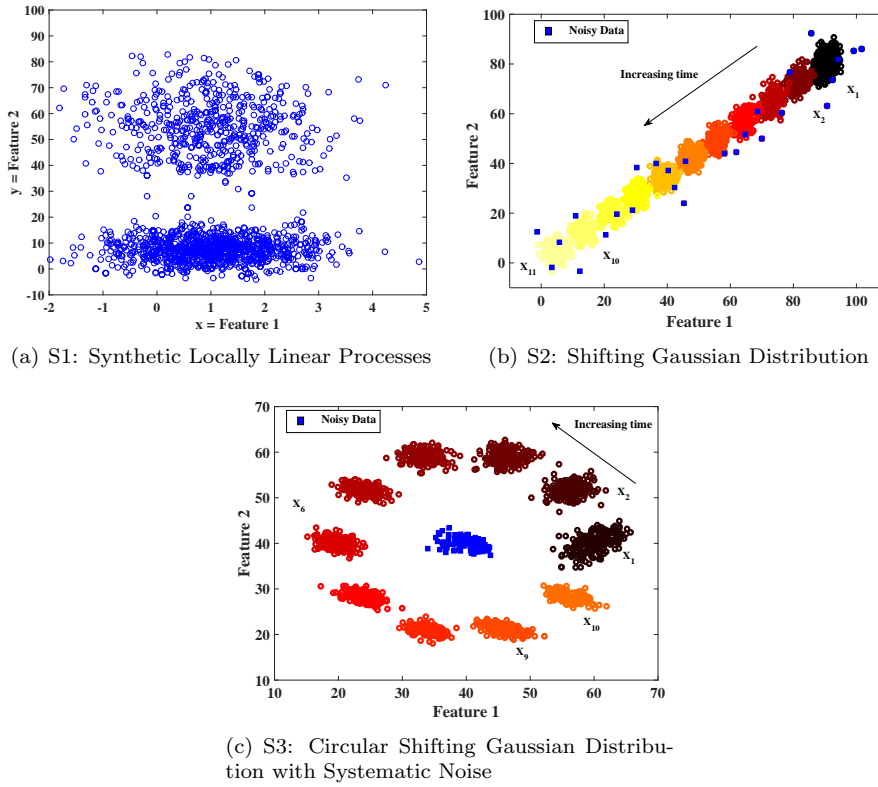 100
90
80
70
60
50
40
30
20
10
0
-10
-2 -1 0 1 2 3 4 5
y = Feature 2
x = Feature 1
(a) S1: Synthetic Locally Linear Processes
100
80
60
40
20
0
0 20 40 60 80 100
Noisy Data
Increasing time
X1
X2
X10
X11
Feature 2
Feature 1
(b) S2: Shifting Gaussian Distribution
70
60
50
40
30
20
10
10 20 30 40 50 60 70
Noisy Data
Increasing time
X2
X6
X1
X10
X9
Feature 2
Feature 1
(c) S3: Circular Shifting Gaussian Distribu-
tion with Systematic Noise